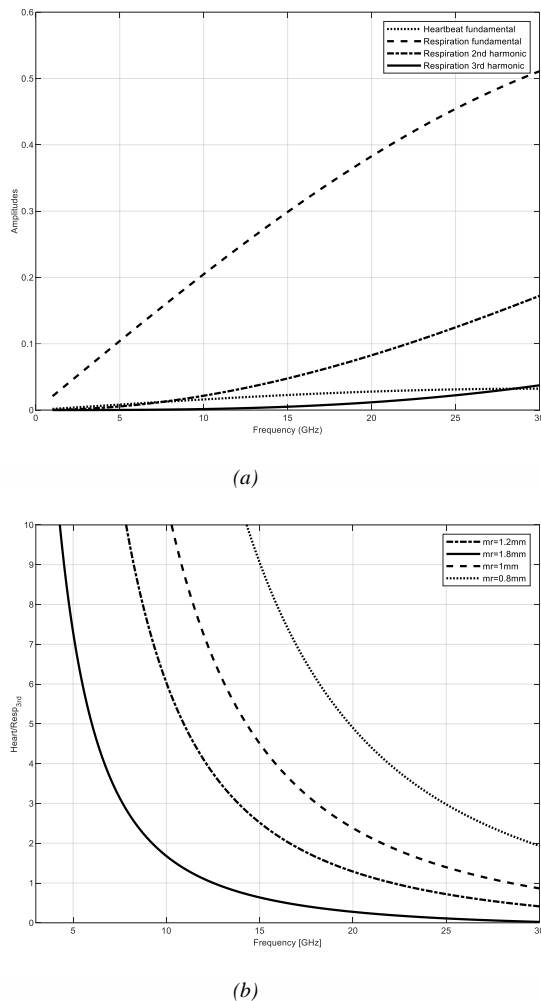 0.6
0.5
0.4
0.3
0.2
0.1
0
Amplitudes
Heartbeat fundamental
Respiration fundamental
Respiration 2nd harmonic
Respiration 3rd harmonic
0 5 10 15 20 25 30
Frequency (GHz)
(a)
10
9
8
7
6
5
4
3
2
1
0
Heart/Resp3rd
mr=1.2mm
mr=1.8mm
mr=1mm
mr=0.8mm
5 10 15 20 25 30
Frequency [GHz]
(b)